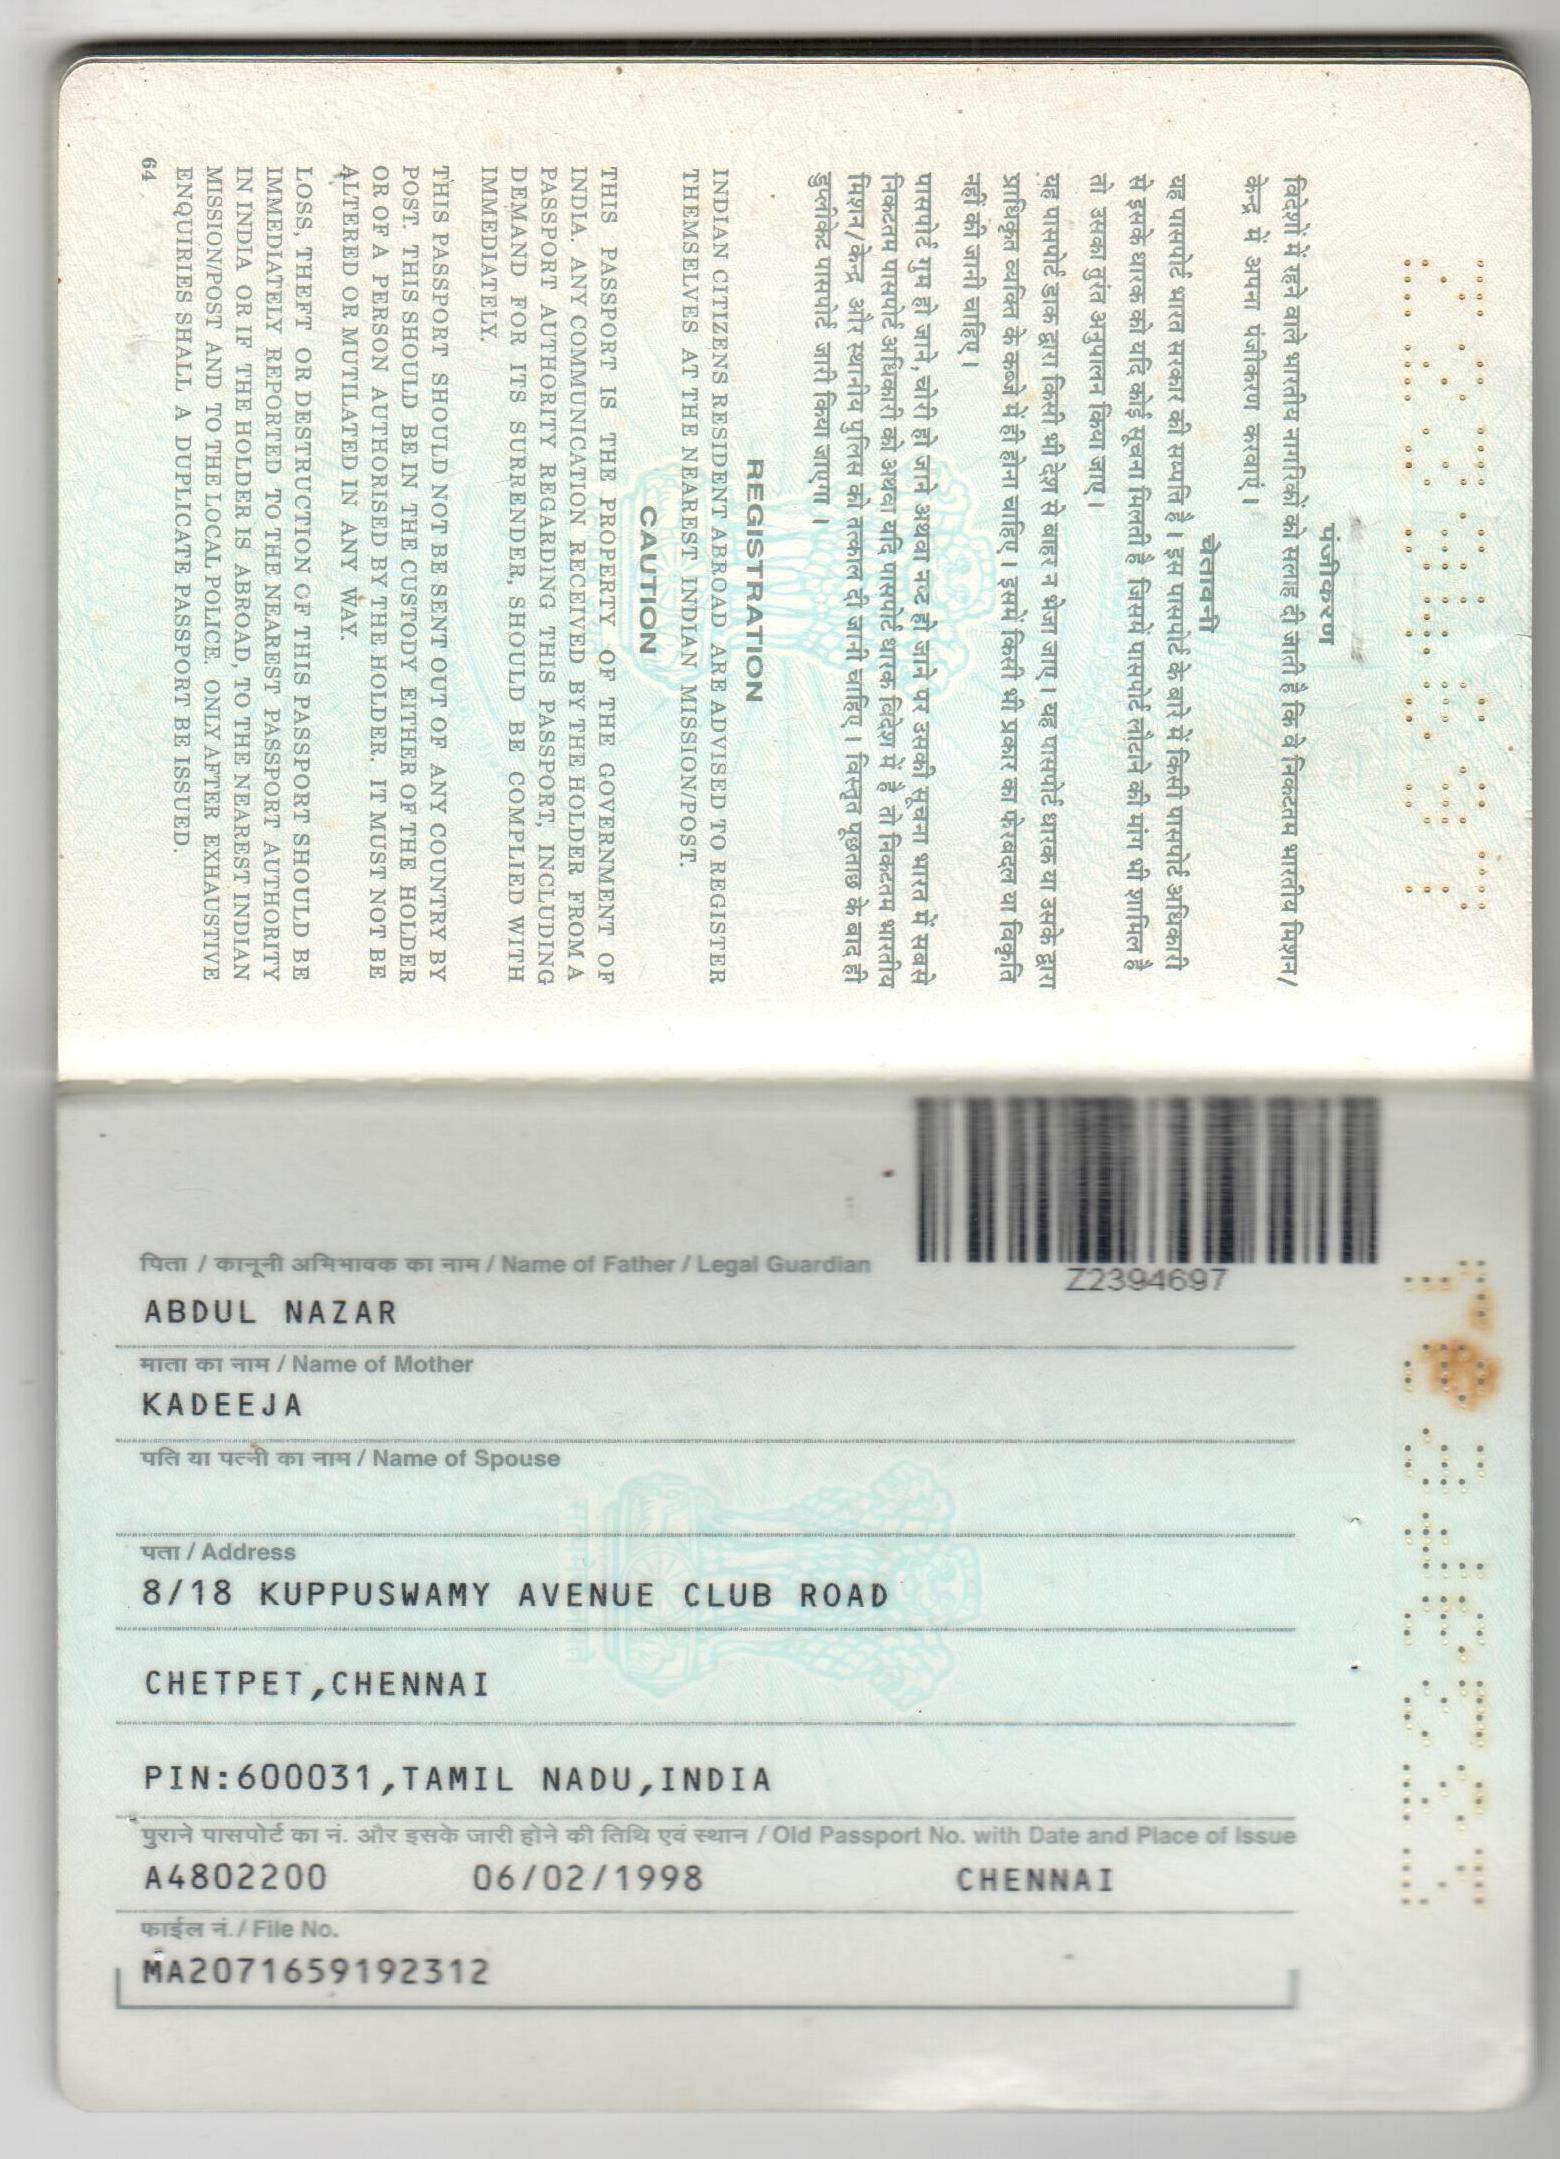 पंजीकरण
विदेशों में रहने वाले भारतीय नागरिकों को सलाह दी जाती है कि वे निकटतम भारतीय मिशन/
केन्द्र में अपना पंजीकरण करवाएं ।
चेतावनी
यह पासपोर्ट भारत सरकार की सम्पत्ति है । इस पासपोर्ट के बारे में किसी पासपोर्ट अधिकारी
से इसके धारक को यदि कोई सूचना मिलती है जिसमें पासपोर्ट लौटाने की मांग भी शामिल है
तो उसका तुरंत अनुपालन किया जाए ।
यह पासपोर्ट डाक द्वारा किसी भी देश से बाहर न भेजा जाए । यह पासपोर्ट धारक या उसके द्वारा
प्राधिकृत व्यक्ति के कब्जे में ही होना चाहिए । इसमें किसी भी प्रकार का फेरबदल या विकृति
नहीं की जानी चाहिए ।
पासपोर्ट गुम हो जाने, चोरी हो जाने अथवा नष्ट हो जाने पर उसकी सूचना भारत में सबसे
निकटतम पासपोर्ट अधिकारी को अथवा यदि पासपोर्ट धारक विदेश में है तो निकटतम भारतीय
मिशन/केन्द्र और स्थानीय पुलिस को तत्काल दी जानी चाहिए । विस्तृत पूछताछ के बाद ही
डुप्लीकेट पासपोर्ट जारी किया जाएगा ।
REGISTRATION
INDIAN CITIZENS RESIDENT ABROAD ARE ADVISED TO REGISTER
THEMSELVES AT THE NEAREST INDIAN MISSION/POST.
CAUTION
THIS PASSPORT IS THE PROPERTY OF THE GOVERNMENT OF
INDIA. ANY COMMUNICATION RECEIVED BY THE HOLDER FROM A
PASSPORT AUTHORITY REGARDING THIS PASSPORT, INCLUDING
DEMAND FOR ITS SURRENDER, SHOULD BE COMPLIED WITH
IMMEDIATELY.
THIS PASSPORT SHOULD NOT BE SENT OUT OF ANY COUNTRY BY
POST. THIS SHOULD BE IN THE CUSTODY EITHER OF THE HOLDER
OR OF A PERSON AUTHORISED BY THE HOLDER. IT MUST NOT BE
ALTERED OR MUTILATED IN ANY WAY.
LOSS, THEFT OR DESTRUCTION OF THIS PASSPORT SHOULD BE
IMMEDIATELY REPORTED TO THE NEAREST PASSPORT AUTHORITY
IN INDIA OR IF THE HOLDER IS ABROAD, TO THE NEAREST INDIAN
MISSION/POST AND TO THE LOCAL POLICE. ONLY AFTER EXHAUSTIVE
ENQUIRIES SHALL A DUPLICATE PASSPORT BE ISSUED.
64
Z2394697
पिता / कानूनी अभिभावक का नाम / Name of Father / Legal Guardian
ABDUL NAZAR
माता का नाम / Name of Mother
KADEEJA
पति या पत्नी का नाम / Name of Spouse
पता / Address
8/18 KUPPUSWAMY AVENUE CLUB ROAD
CHETPET,CHENNAI
PIN:600031,TAMIL NADU,INDIA
पुराने पासपोर्ट का नं. और इसके जारी होने की तिथि एवं स्थान / Old Passport No. with Date and Place of Issue
A4802200 06/02/1998 CHENNAI
फाईल नं./ File No.
MA2071659192312